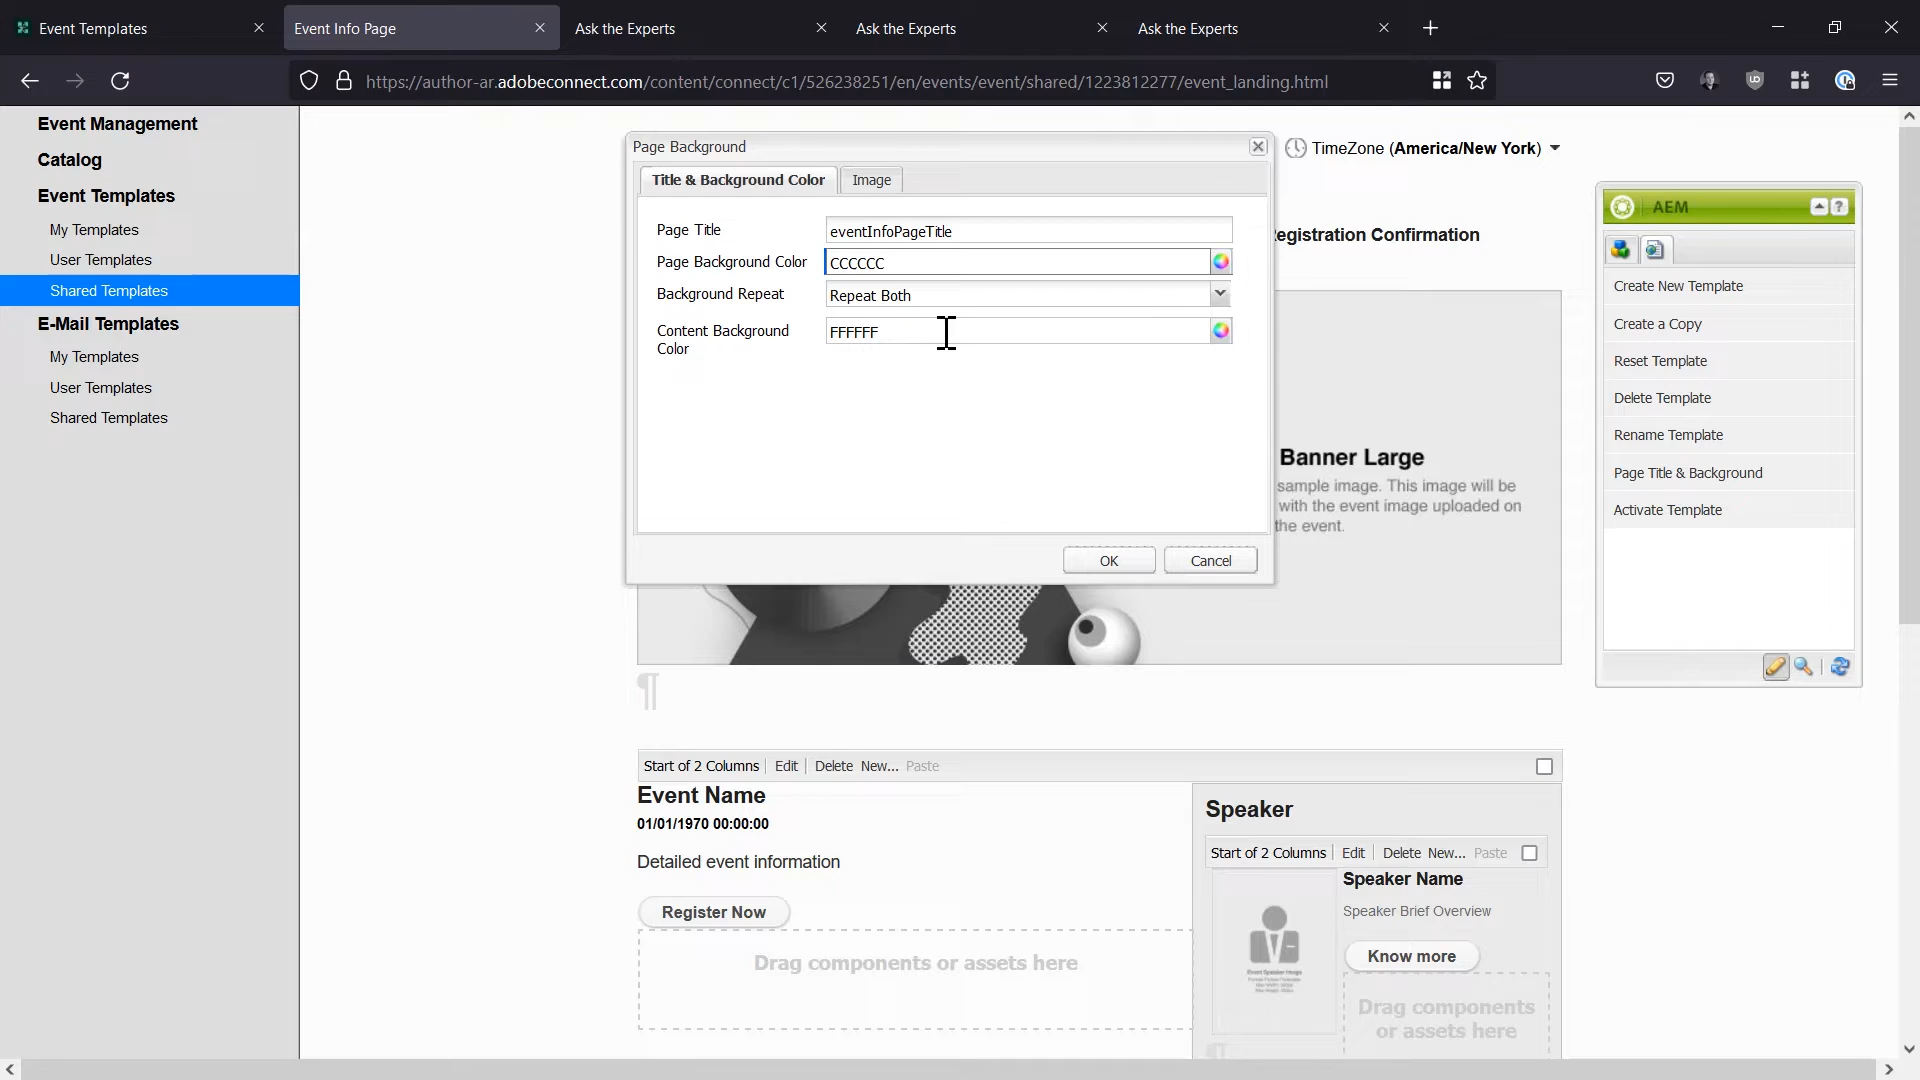 Event Templates
Event Info Page
Ask the Experts
Ask the Experts
Ask the Experts
https://author-ar.adobeconnect.com/content/connect/c1/526238251/en/events/event/shared/1223812277/event_landing.html
Event Management
Catalog
Event Templates
My Templates
User Templates
Shared Templates
E-Mail Templates
My Templates
User Templates
Shared Templates
TimeZone (America/New York)
egistration Confirmation
Page Background
Title & Background Color
Image
Page Title
eventInfoPageTitle
Page Background Color
CCCCCC
Background Repeat
Repeat Both
Content Background
Color
FFFFFF
OK
Cancel
Banner Large
sample image. This image will be
with the event image uploaded on
the event.
AEM
?
Create New Template
Create a Copy
Reset Template
Delete Template
Rename Template
Page Title & Background
Activate Template
¶
Start of 2 Columns Edit Delete New... Paste
Event Name
01/01/1970 00:00:00
Detailed event information
Register Now
Drag components or assets here
Speaker
Start of 2 Columns Edit Delete New... Paste
Speaker Name
Speaker Brief Overview
Know more
Drag components
or assets here